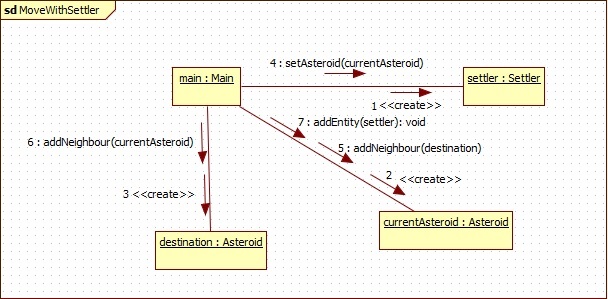 sd MoveWithSettler
4 : setAsteroid(currentAsteroid)
main : Main
settler : Settler
1 <<create>>
7 : addEntity(settler): void
6 : addNeighbour(currentAsteroid)
5 : addNeighbour(destination)
2 <<create>>
3 <<create>>
currentAsteroid : Asteroid
destination : Asteroid